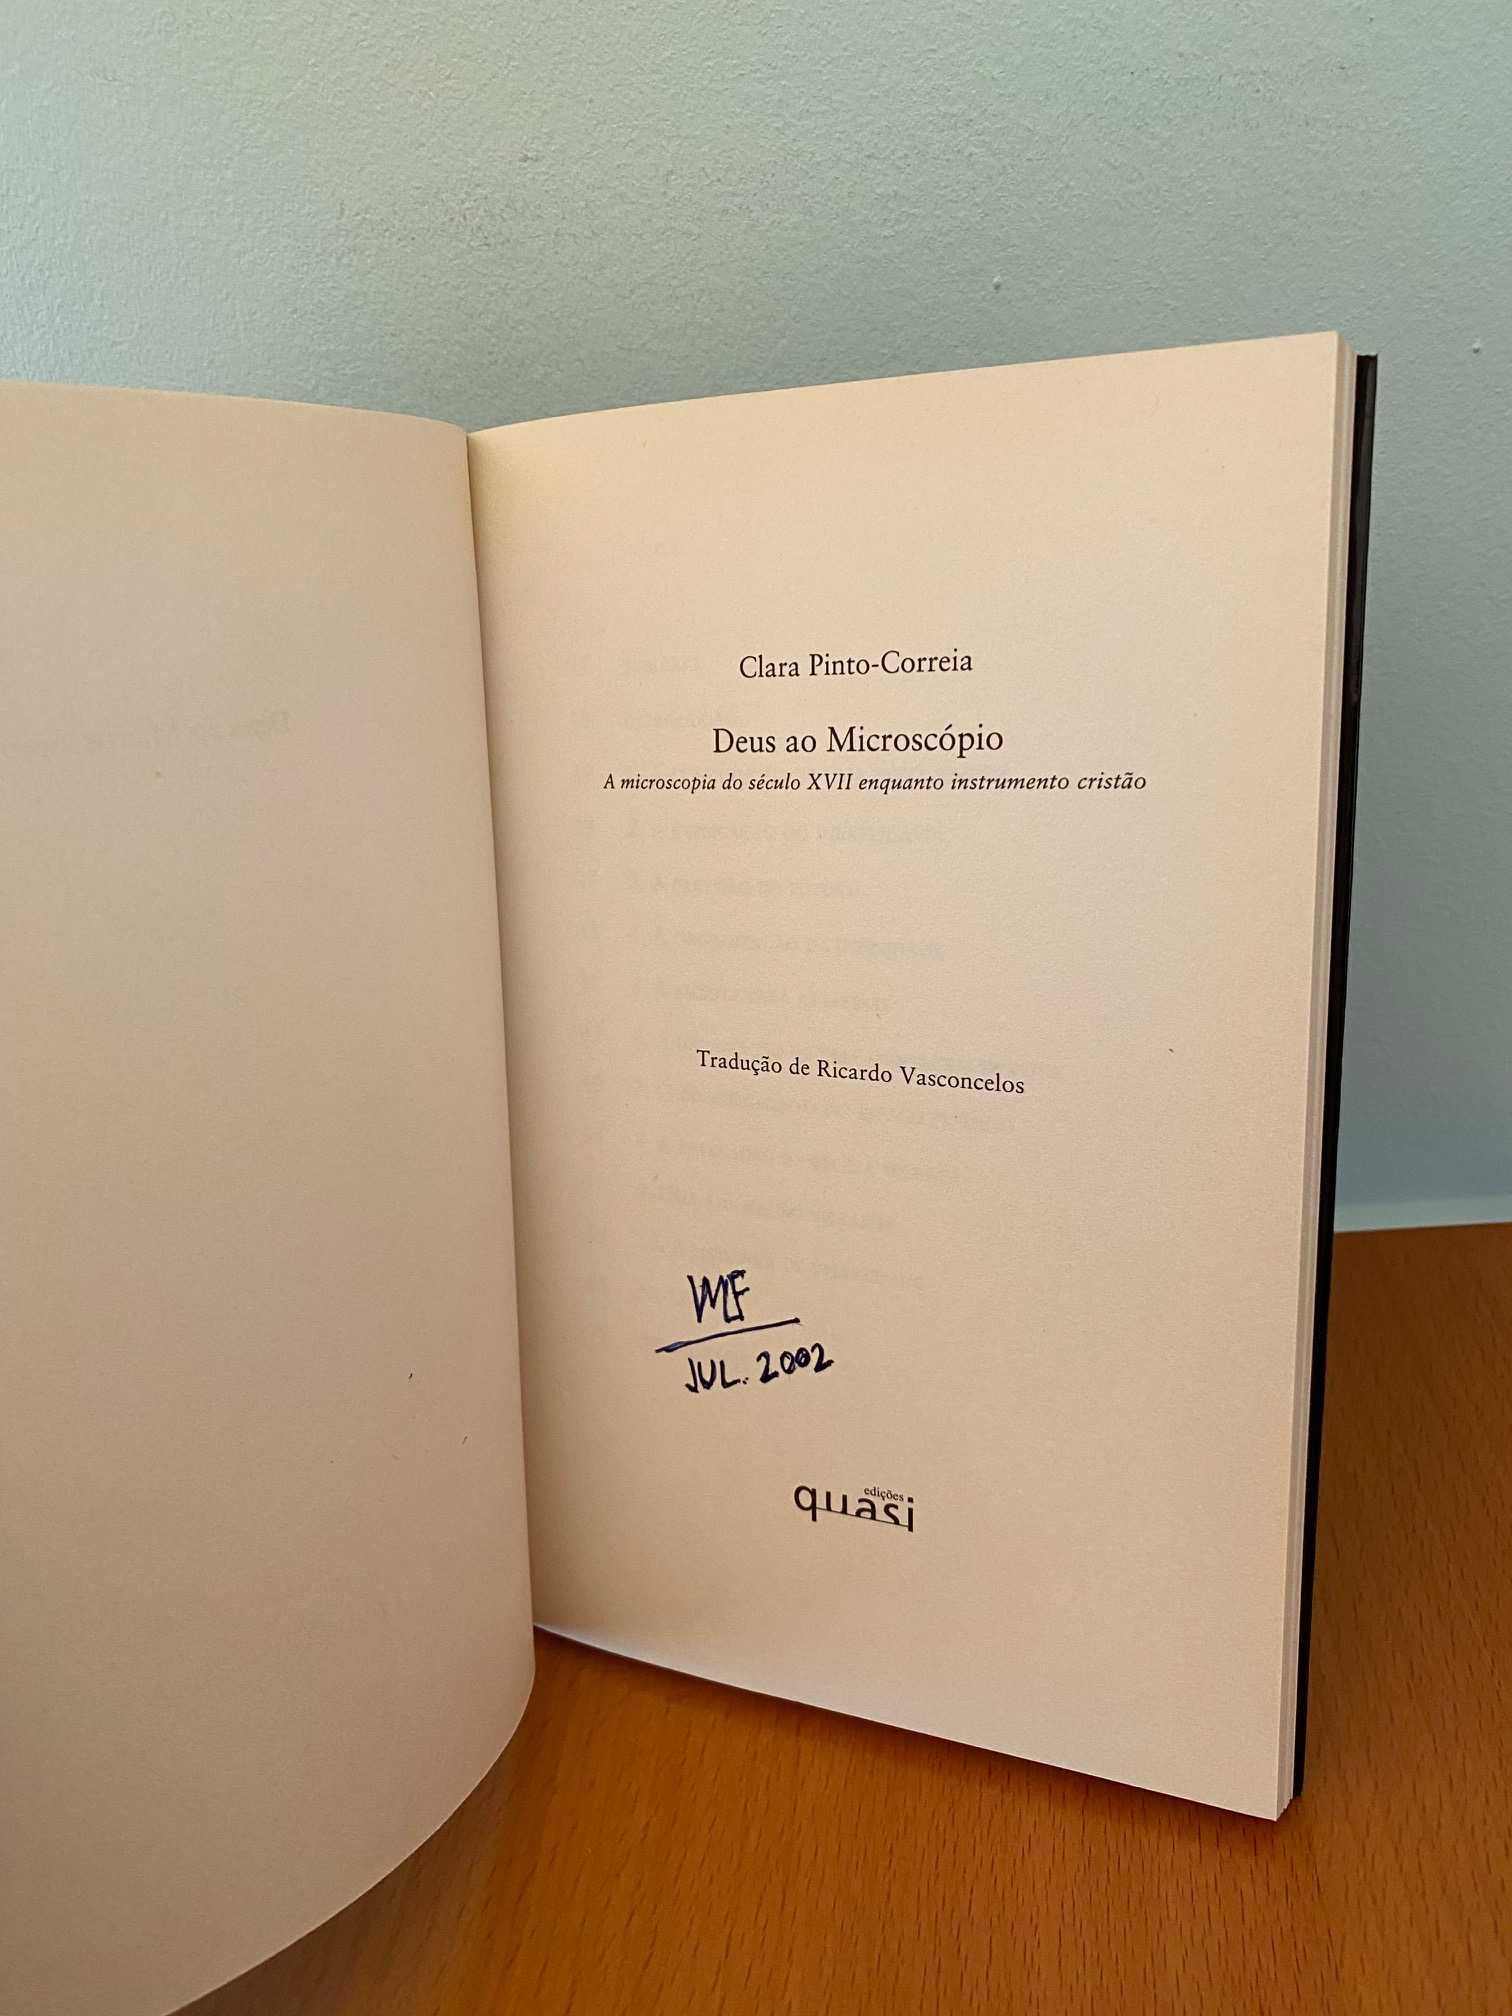 Clara Pinto-Correia
Deus ao Microscópio
A microscopia do século XVII enquanto instrumento cristão
Tradução de Ricardo Vasconcelos
JUL. 2002
edições
quasi